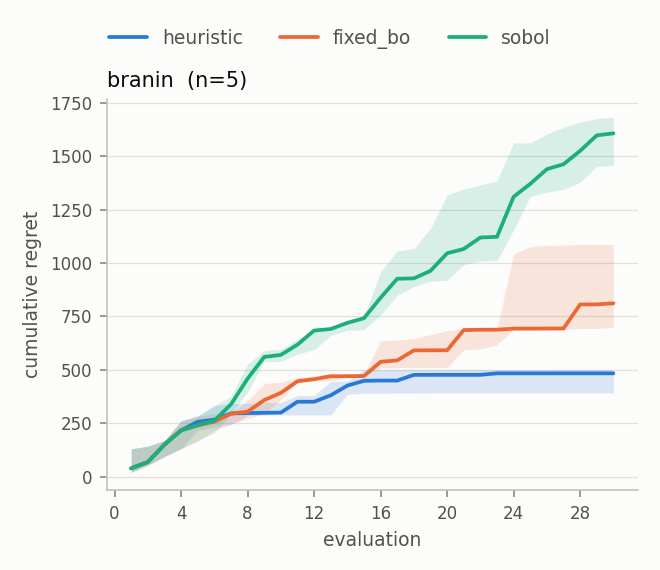 heuristic fixed_bo sobol
branin (n=5)
1750
1500
1250
1000
750
500
250
0
cumulative regret
0 4 8 12 16 20 24 28
evaluation